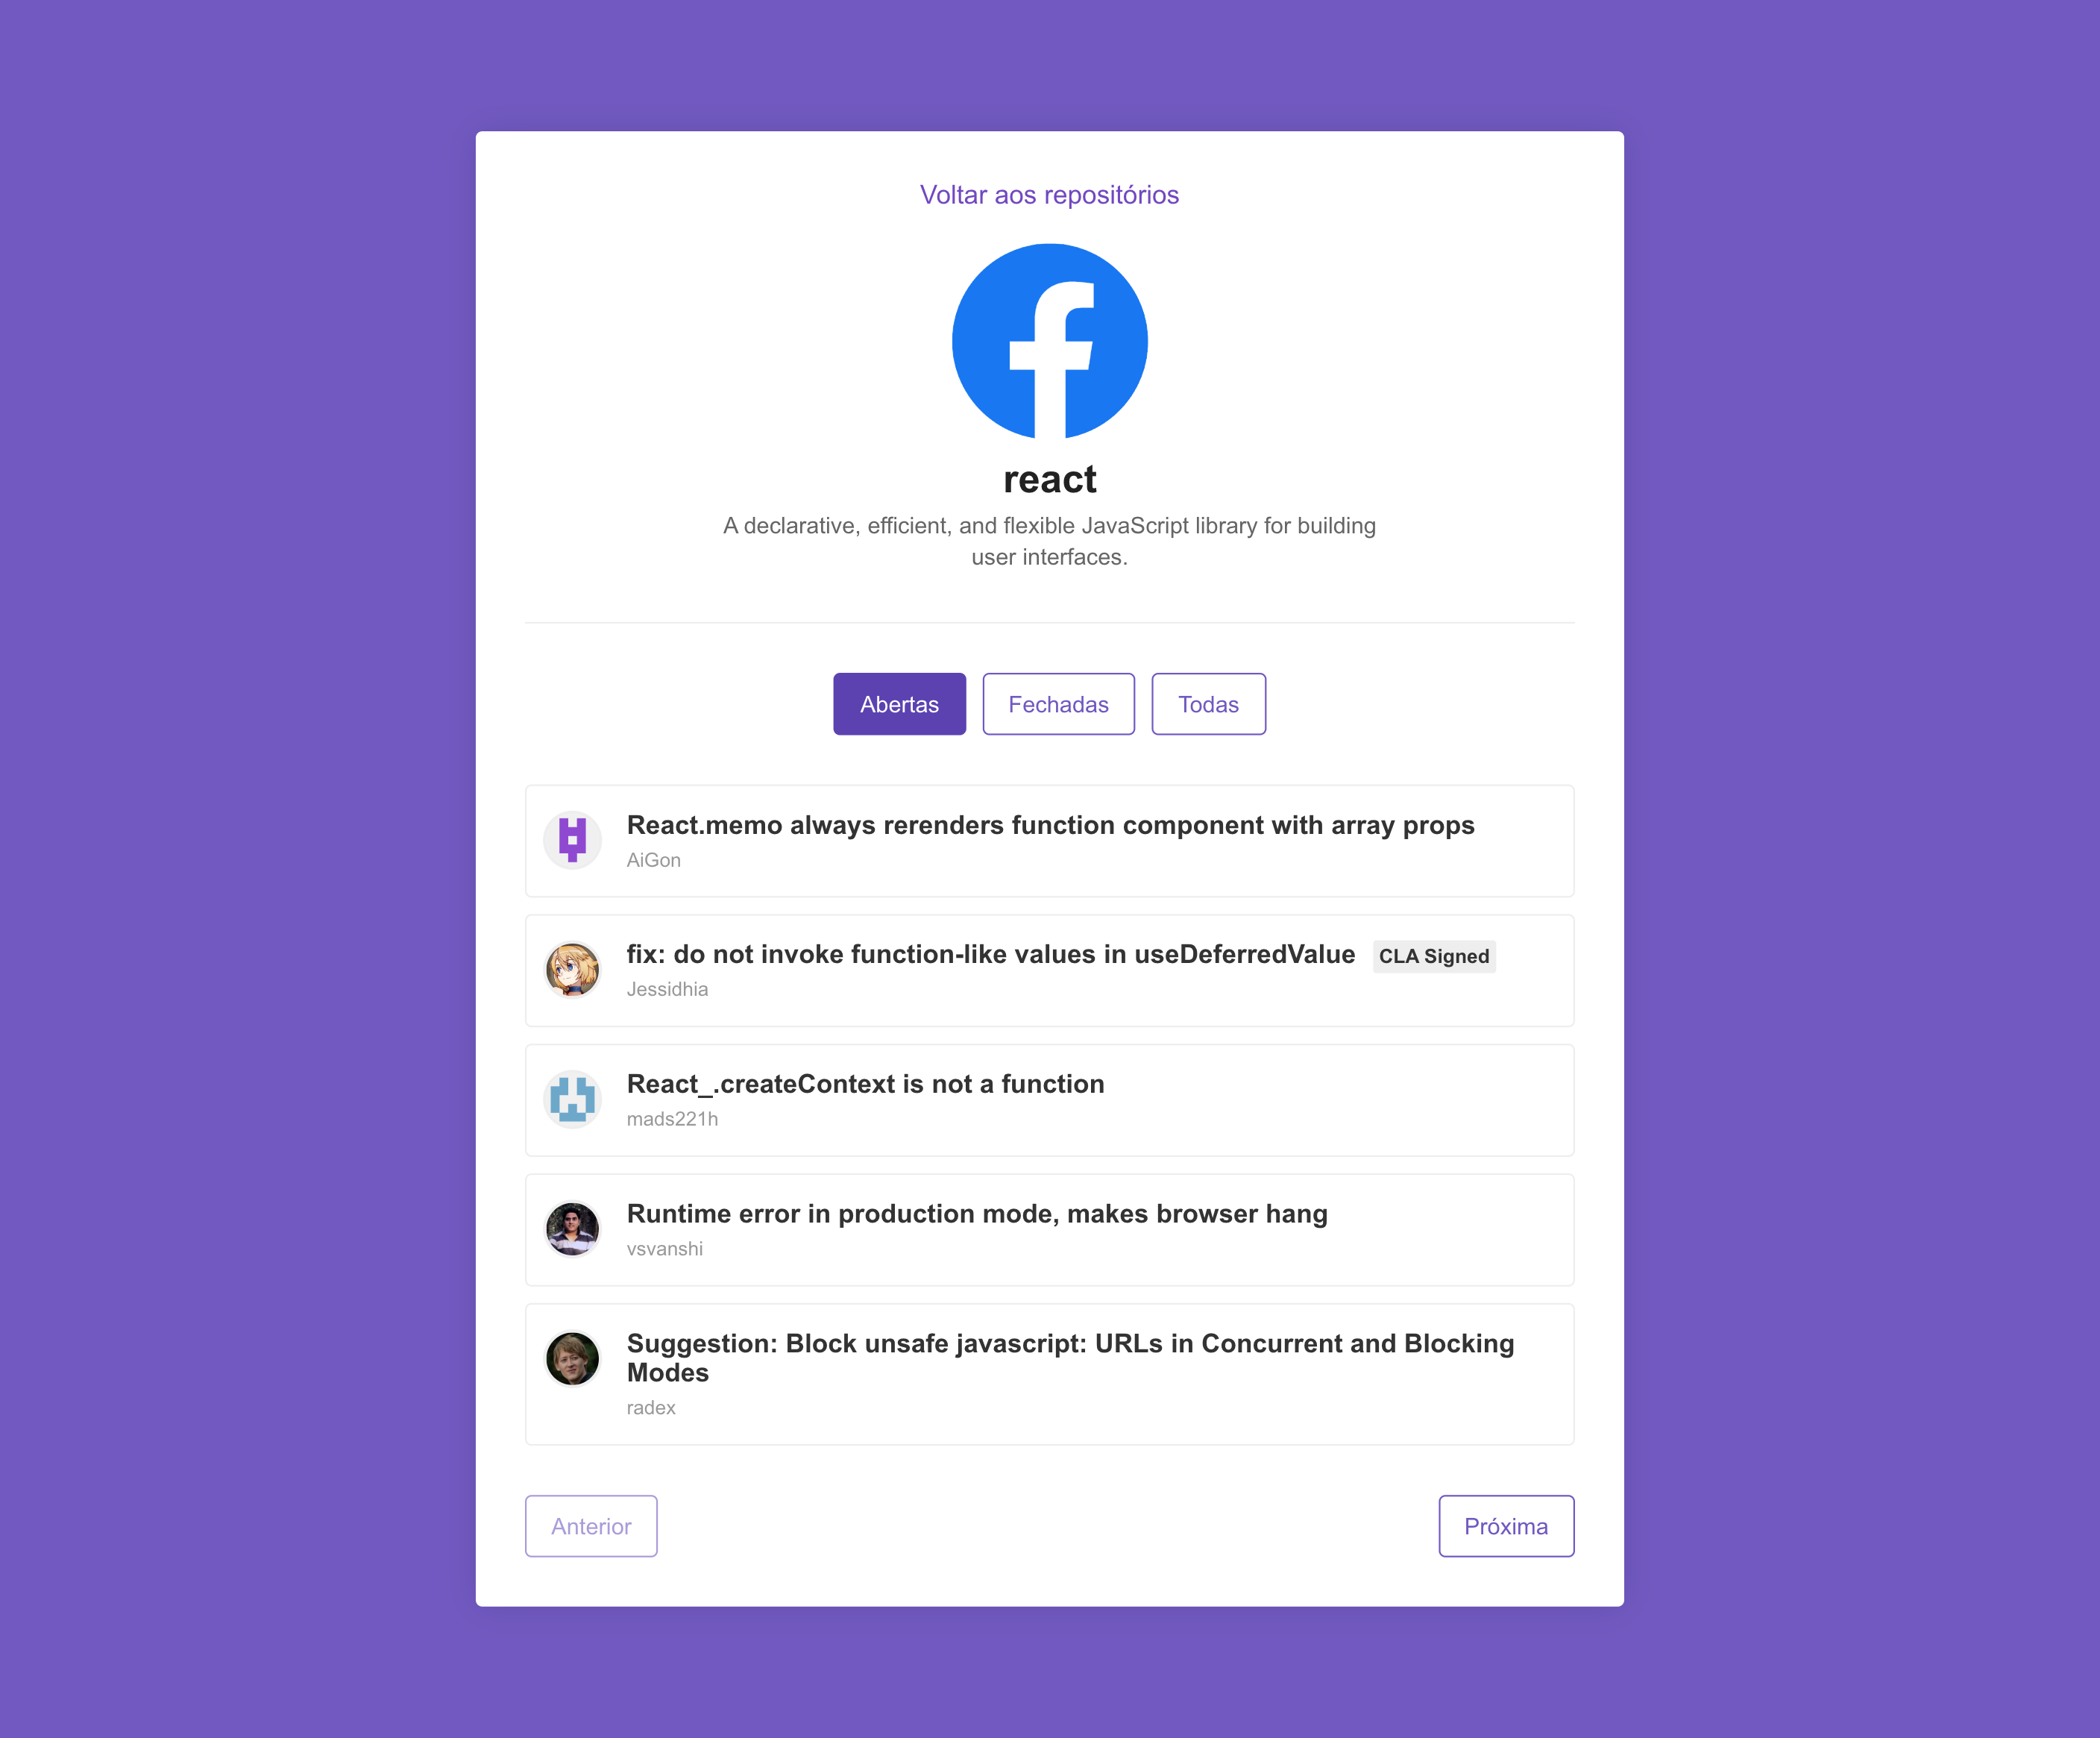 Voltar aos repositórios
react
A declarative, efficient, and flexible JavaScript library for building
user interfaces.
Abertas Fechadas Todas
React.memo always rerenders function component with array props
AiGon
fix: do not invoke function-like values in useDeferredValue CLA Signed
Jessidhia
React_.createContext is not a function
mads221h
Runtime error in production mode, makes browser hang
vsvanshi
Suggestion: Block unsafe javascript: URLs in Concurrent and Blocking
Modes
radex
Anterior Próxima